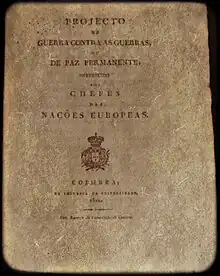 PROJECTO
DE
GUERRA CONTRA AS GUERRAS,
OU
DE PAZ PERMANENTE,
OFFERECIDO
AOS
CHEFES
DAS
NAÇÕES EUROPEAS.
COIMBRA,
NA IMPRENSA DA UNIVERSIDADE,